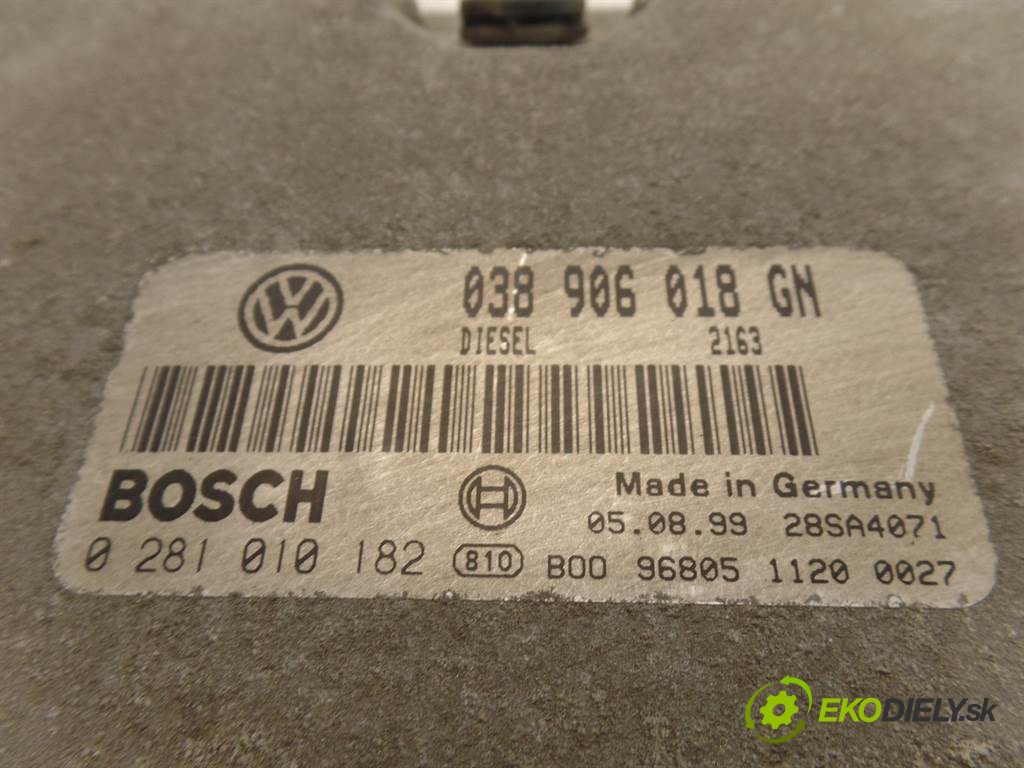 038 906 018 GN
DIESEL 2163
BOSCH
Made in Germany
05.08.99 28SA4071
0 281 010 182 810 B00 96805 1120 0027
EKODIELY.sk